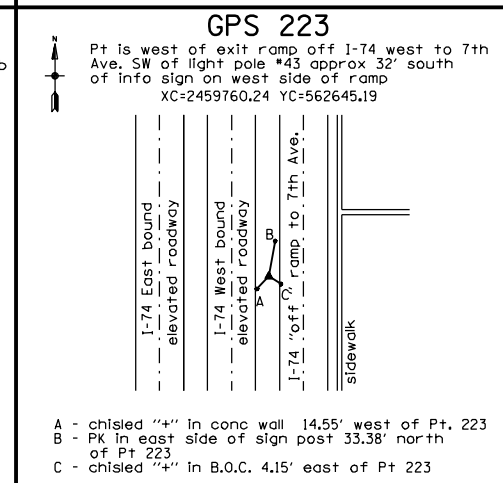 GPS 223
N
Pt is west of exit ramp off I-74 west to 7th
Ave. SW of light pole #43 approx 32' south
of info sign on west side of ramp
XC=2459760.24 YC=562645.19
I-74 East bound
elevated roadway
I-74 West bound
elevated roadway
I-74 "off" ramp to 7th Ave.
sidewalk
B
A
C
A - chisled "+" in conc wall 14.55' west of Pt. 223
B - PK in east side of sign post 33.38' north
of Pt 223
C - chisled "+" in B.O.C. 4.15' east of Pt 223